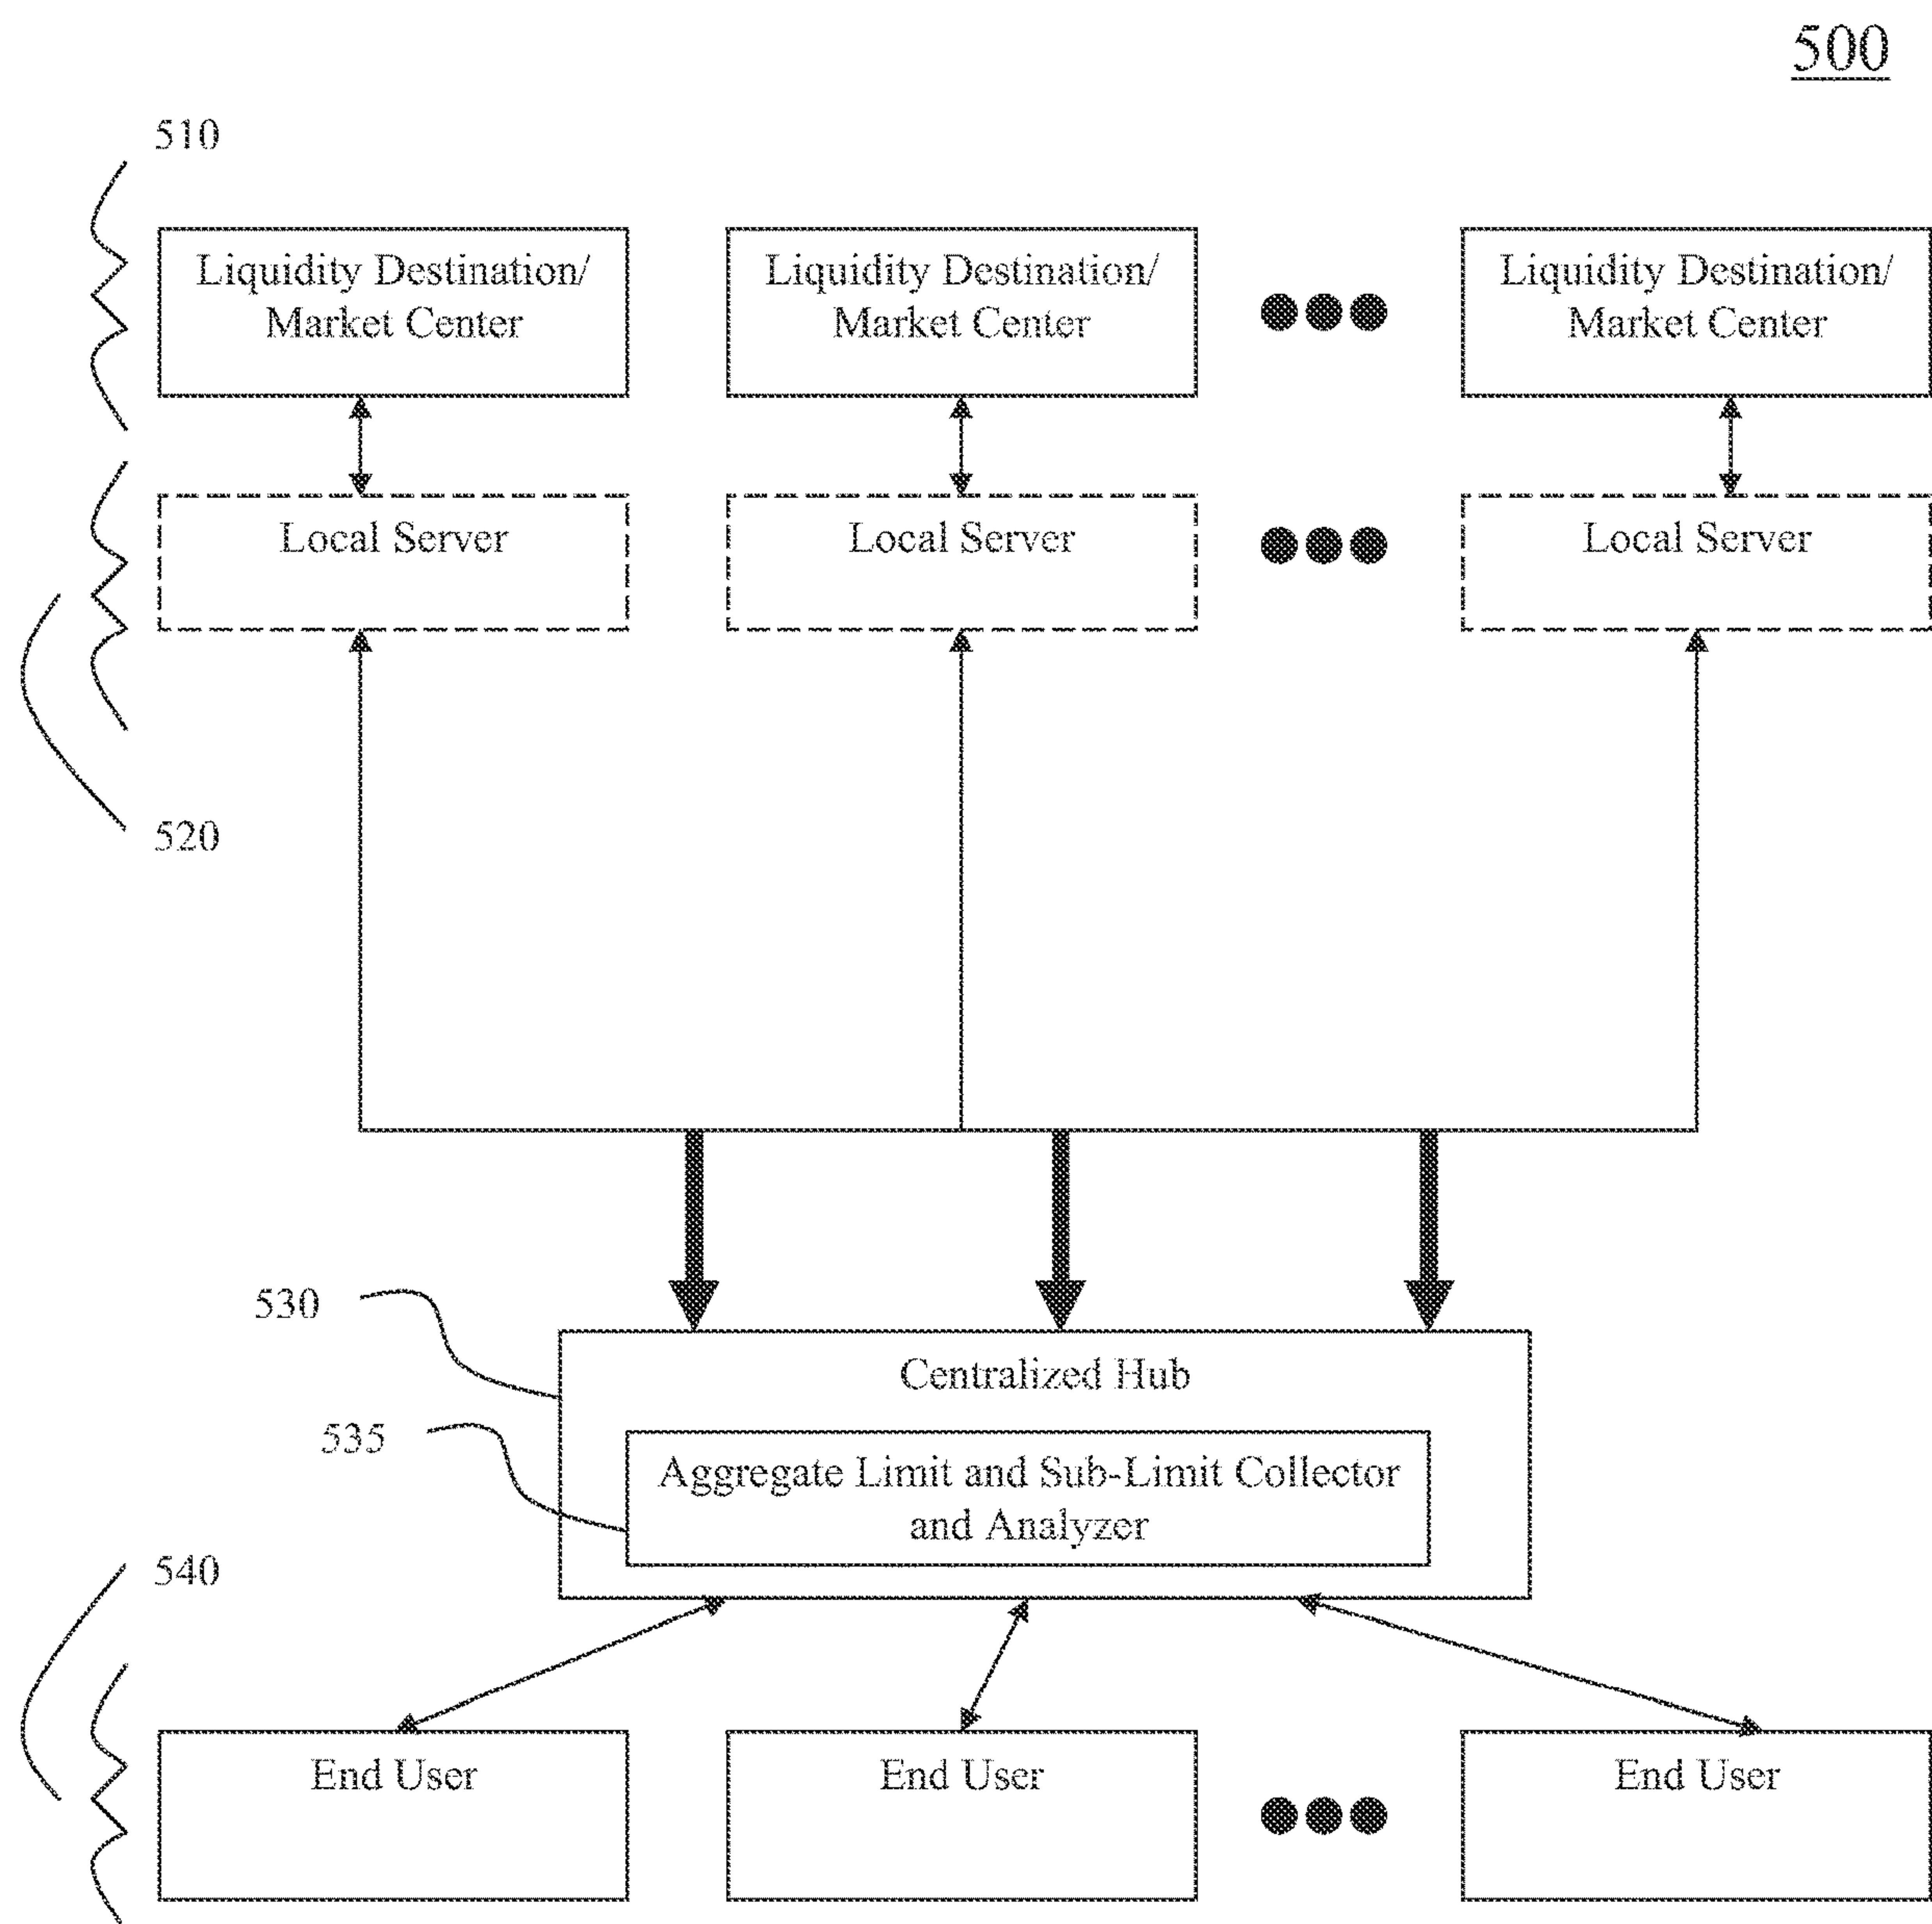 500
510
Liquidity Destination/
Market Center
Liquidity Destination/
Market Center
Liquidity Destination/
Market Center
Local Server
Local Server
Local Server
520
530
Centralized Hub
535
Aggregate Limit and Sub-Limit Collector
and Analyzer
540
End User
End User
End User